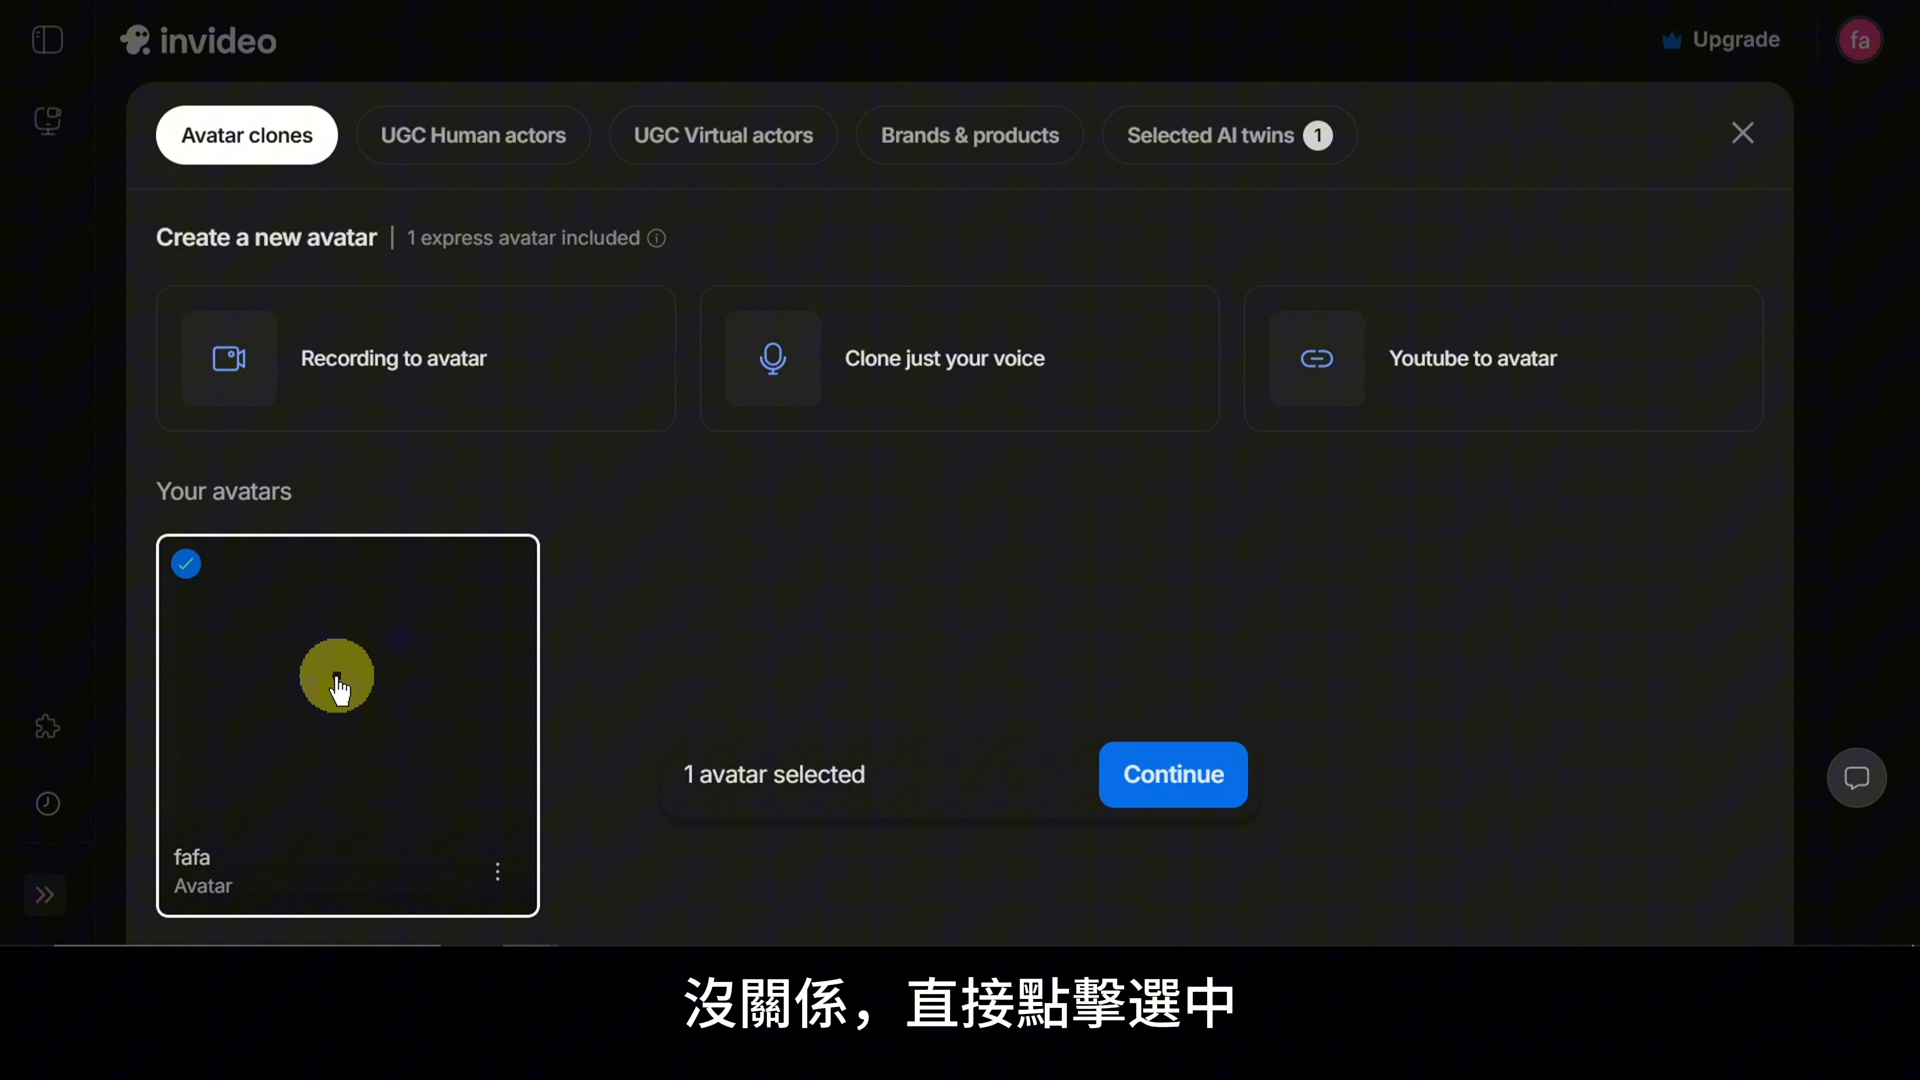 invideo
Upgrade
fa
Avatar clones
UGC Human actors
UGC Virtual actors
Brands & products
Selected AI twins 1
Create a new avatar | 1 express avatar included
Recording to avatar
Clone just your voice
Youtube to avatar
Your avatars
1 avatar selected
Continue
fafa
Avatar
沒關係，直接點擊選中